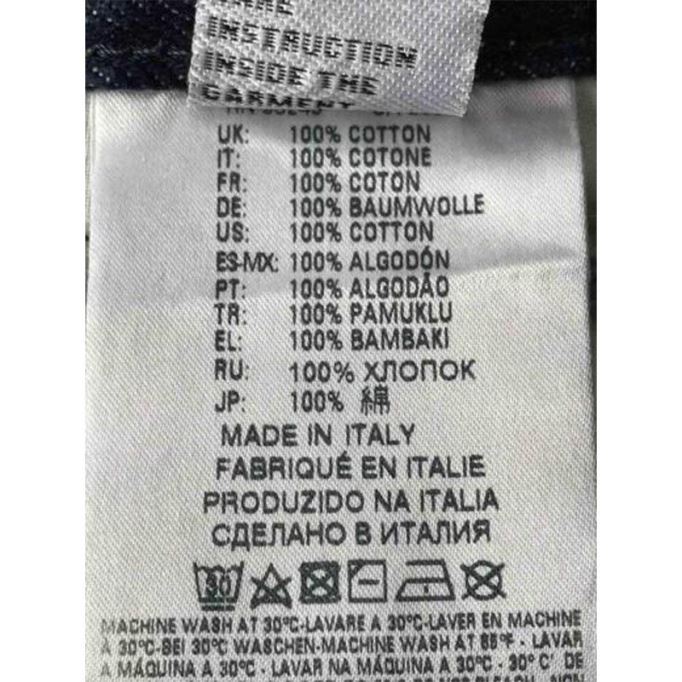 CARE
INSTRUCTION
INSIDE THE
GARMENT
UK: 100% COTTON
IT: 100% COTONE
FR: 100% COTON
DE: 100% BAUMWOLLE
US: 100% COTTON
ES-MX: 100% ALGODÓN
PT: 100% ALGODÃO
TR: 100% PAMUKLU
EL: 100% BAMBAKI
RU: 100% ХЛОПОК
JP: 100% 綿
MADE IN ITALY
FABRIQUÉ EN ITALIE
PRODUZIDO NA ITALIA
СДЕЛАНО В ИТАЛИЯ
30
MACHINE WASH AT 30°C-LAVARE A 30°C-LAVER EN MACHINE
A 30°C-BEI 30°C WASCHEN-MACHINE WASH AT 85°F - LAVAR
A MÁQUINA A 30°C - LAVAR NA MÁQUINA A 30°C - 30° C' DE